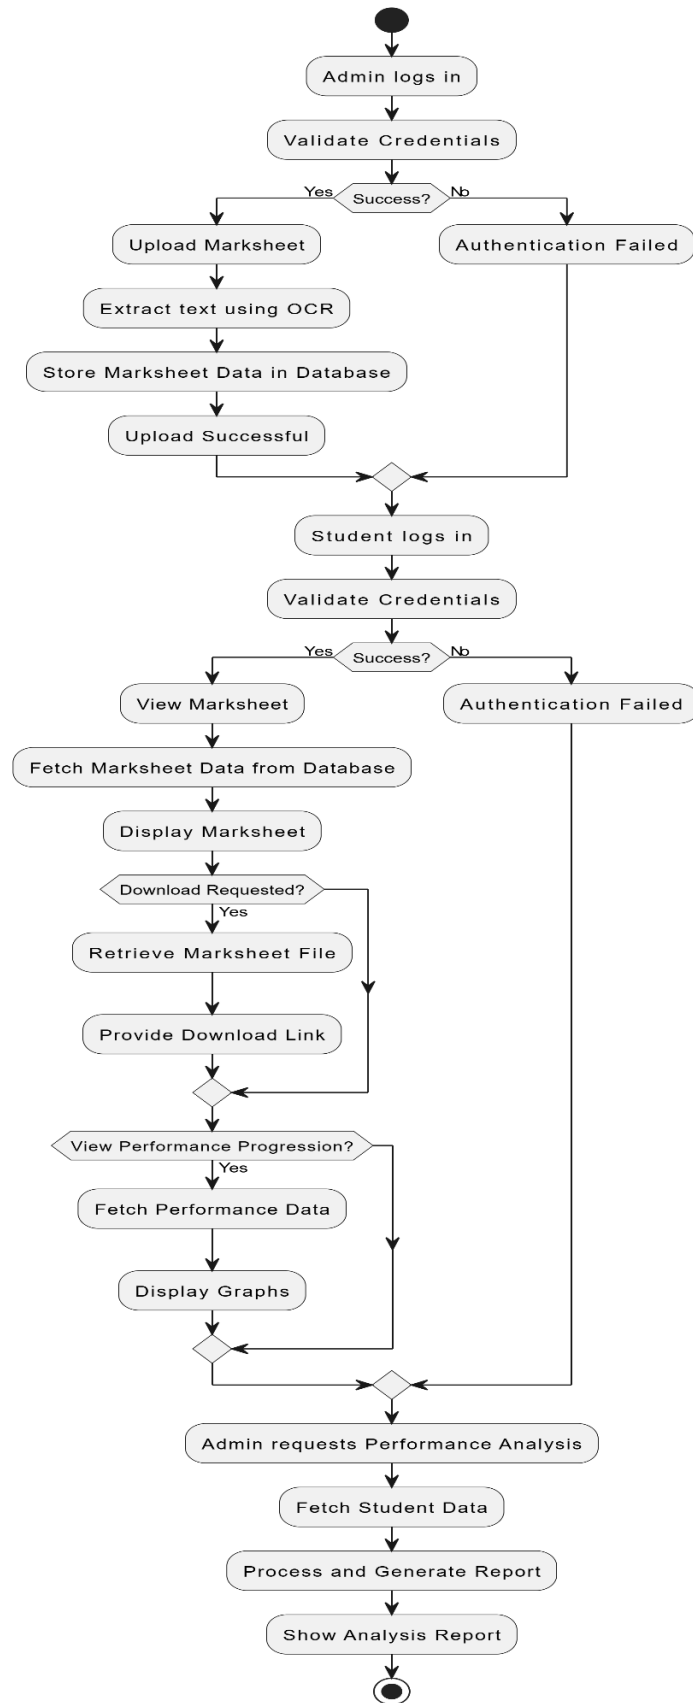 Admin logs in
Validate Credentials
Yes
Success?
No
Upload Marksheet
Authentication Failed
Extract text using OCR
Store Marksheet Data in Database
Upload Successful
Student logs in
Validate Credentials
Yes
Success?
No
View Marksheet
Authentication Failed
Fetch Marksheet Data from Database
Display Marksheet
Download Requested?
Yes
Retrieve Marksheet File
Provide Download Link
View Performance Progression?
Yes
Fetch Performance Data
Display Graphs
Admin requests Performance Analysis
Fetch Student Data
Process and Generate Report
Show Analysis Report